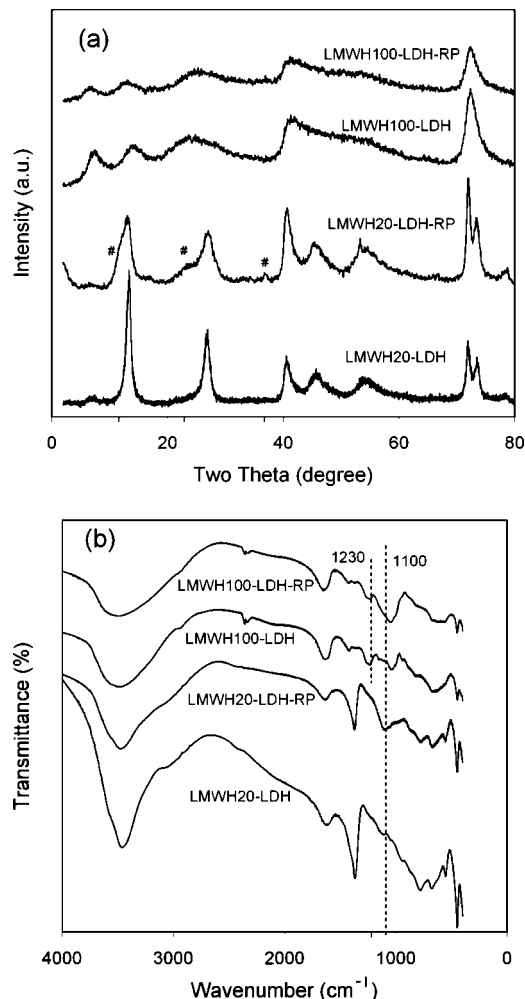 (a)
LMWH100-LDH-RP
LMWH100-LDH
LMWH20-LDH-RP
# # #
LMWH20-LDH
Intensity (a.u.)
0 20 40 60 80
Two Theta (degree)
(b)
1230 1100
LMWH100-LDH-RP
LMWH100-LDH
LMWH20-LDH-RP
LMWH20-LDH
Transmittance (%)
4000 3000 2000 1000 0
Wavenumber (cm⁻¹)